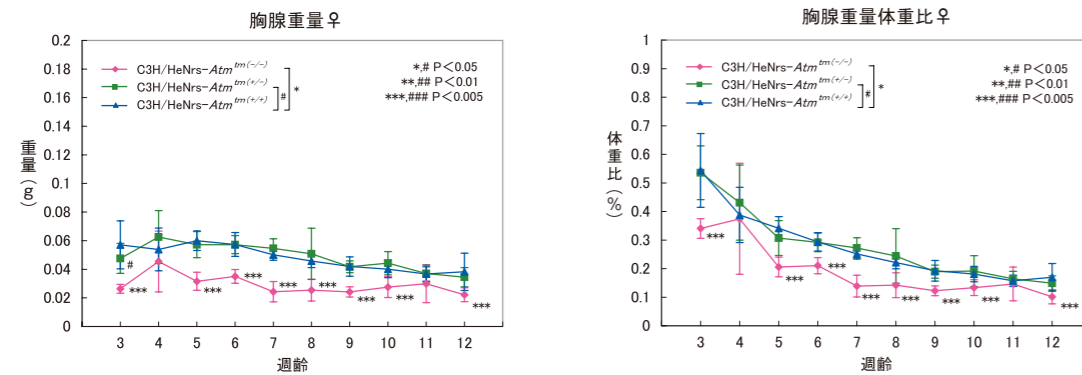 胸腺重量♀
0.2
0.18
0.16
0.14
0.12
0.1
0.08
0.06
0.04
0.02
0
重量(g)
C3H/HeNrs-Atm tm(-/-)
C3H/HeNrs-Atm tm(+/-)
C3H/HeNrs-Atm tm(+/+)
# *
*,# P<0.05
**,## P<0.01
***,### P<0.005
#
*** *** *** *** *** *** *** ***
3 4 5 6 7 8 9 10 11 12
週齢
胸腺重量体重比♀
1
0.9
0.8
0.7
0.6
0.5
0.4
0.3
0.2
0.1
0
体重比(%)
C3H/HeNrs-Atm tm(-/-)
C3H/HeNrs-Atm tm(+/-)
C3H/HeNrs-Atm tm(+/+)
# *
*,# P<0.05
**,## P<0.01
***,### P<0.005
*** *** *** *** *** *** *** ***
3 4 5 6 7 8 9 10 11 12
週齢